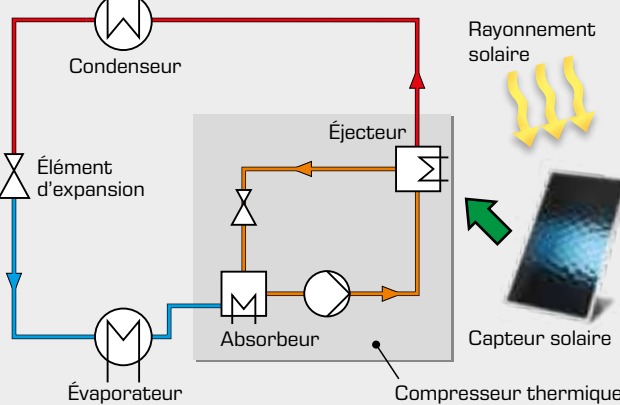 Rayonnement
solaire
Condenseur
Éjecteur
Élément
d'expansion
Absorbeur
Capteur solaire
Évaporateur
Compresseur thermique